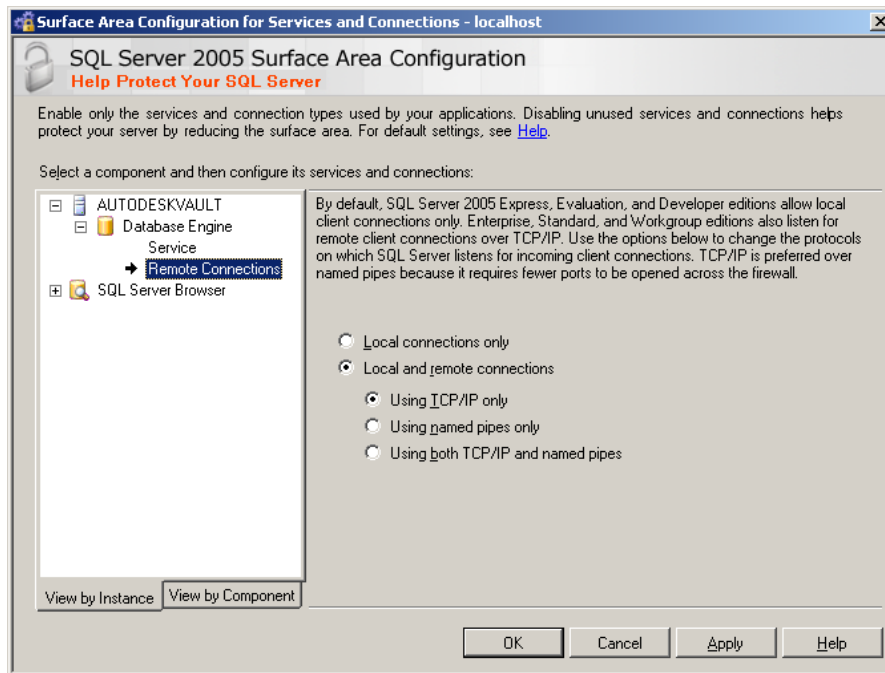 Surface Area Configuration for Services and Connections - localhost
SQL Server 2005 Surface Area Configuration
Help Protect Your SQL Server
Enable only the services and connection types used by your applications. Disabling unused services and connections helps
protect your server by reducing the surface area. For default settings, see Help.
Select a component and then configure its services and connections:
AUTODESKVAULT
Database Engine
Service
Remote Connections
SQL Server Browser
By default, SQL Server 2005 Express, Evaluation, and Developer editions allow local
client connections only. Enterprise, Standard, and Workgroup editions also listen for
remote client connections over TCP/IP. Use the options below to change the protocols
on which SQL Server listens for incoming client connections. TCP/IP is preferred over
named pipes because it requires fewer ports to be opened across the firewall.
Local connections only
Local and remote connections
Using TCP/IP only
Using named pipes only
Using both TCP/IP and named pipes
View by Instance
View by Component
OK
Cancel
Apply
Help